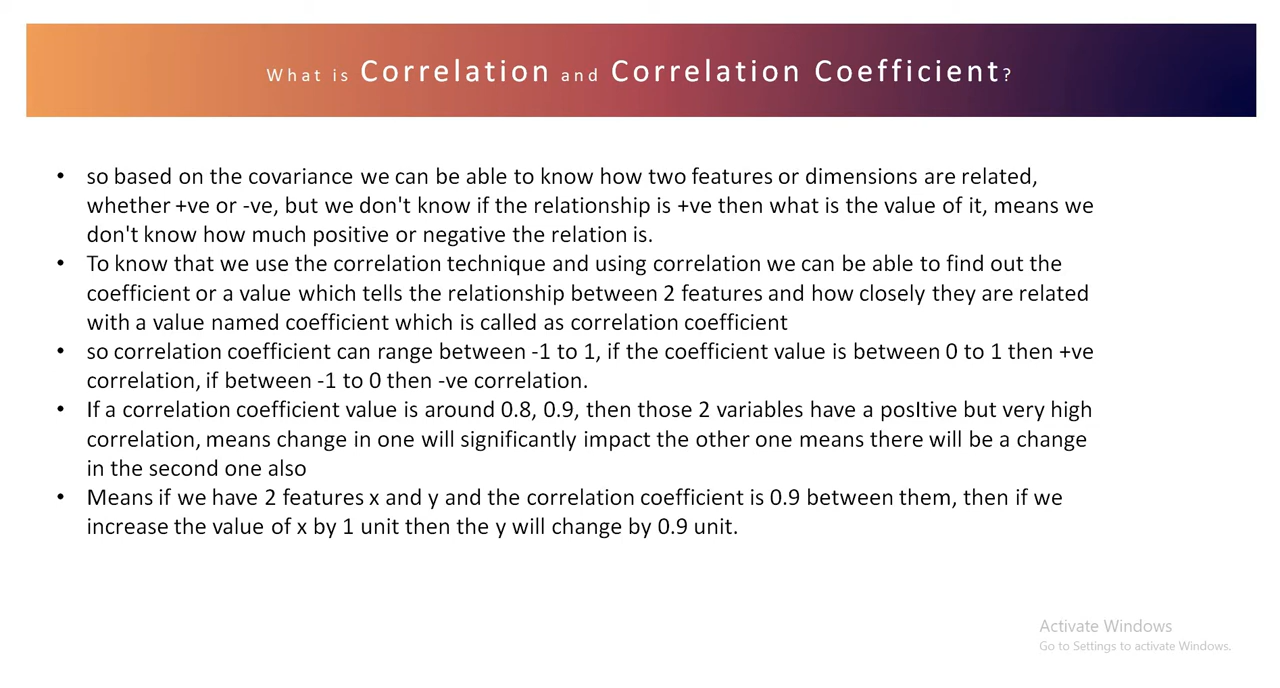 What is Correlation and Correlation Coefficient?
• so based on the covariance we can be able to know how two features or dimensions are related,
whether +ve or -ve, but we don't know if the relationship is +ve then what is the value of it, means we
don't know how much positive or negative the relation is.
• To know that we use the correlation technique and using correlation we can be able to find out the
coefficient or a value which tells the relationship between 2 features and how closely they are related
with a value named coefficient which is called as correlation coefficient
• so correlation coefficient can range between -1 to 1, if the coefficient value is between 0 to 1 then +ve
correlation, if between -1 to 0 then -ve correlation.
• If a correlation coefficient value is around 0.8, 0.9, then those 2 variables have a posItive but very high
correlation, means change in one will significantly impact the other one means there will be a change
in the second one also
• Means if we have 2 features x and y and the correlation coefficient is 0.9 between them, then if we
increase the value of x by 1 unit then the y will change by 0.9 unit.
Activate Windows
Go to Settings to activate Windows.